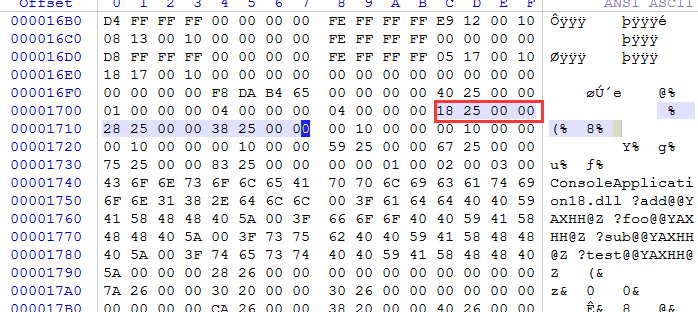 Offset 0 1 2 3 4 5 6 7 8 9 A B C D E F ANSI ASCII
000016B0 D4 FF FF FF 00 00 00 00 FE FF FF FF E9 12 00 10 Ôÿÿÿ þÿÿÿé
000016C0 08 13 00 10 00 00 00 00 FE FF FF FF 00 00 00 00 þÿÿÿ
000016D0 D8 FF FF FF 00 00 00 00 FE FF FF FF 05 17 00 10 Øÿÿÿ þÿÿÿ
000016E0 18 17 00 10 00 00 00 00 00 00 00 00 00 00 00 00
000016F0 00 00 00 00 F8 DA B4 65 00 00 00 00 40 25 00 00 øÚ´e @%
00001700 01 00 00 00 04 00 00 00 04 00 00 00 18 25 00 00 %
00001710 28 25 00 00 38 25 00 00 00 10 00 00 00 10 00 00 (% 8%
00001720 00 10 00 00 00 10 00 00 59 25 00 00 67 25 00 00 Y% g%
00001730 75 25 00 00 83 25 00 00 00 00 01 00 02 00 03 00 u% ƒ%
00001740 43 6F 6E 73 6F 6C 65 41 70 70 6C 69 63 61 74 69 ConsoleApplicati
00001750 6F 6E 31 38 2E 64 6C 6C 00 3F 61 64 64 40 40 59 on18.dll ?add@@Y
00001760 41 58 48 48 40 5A 00 3F 66 6F 6F 40 40 59 41 58 AXHH@Z ?foo@@YAX
00001770 48 48 40 5A 00 3F 73 75 62 40 40 59 41 58 48 48 HH@Z ?sub@@YAXHH
00001780 40 5A 00 3F 74 65 73 74 40 40 59 41 58 48 48 40 @Z ?test@@YAXHH@
00001790 5A 00 00 00 28 26 00 00 00 00 00 00 00 00 00 00 Z (&
000017A0 7A 26 00 00 30 20 00 00 30 26 00 00 00 00 00 00 z& 0 0&
000017B0 00 00 00 00 CA 26 00 00 38 20 00 00 40 26 00 00 Ê& 8 @&